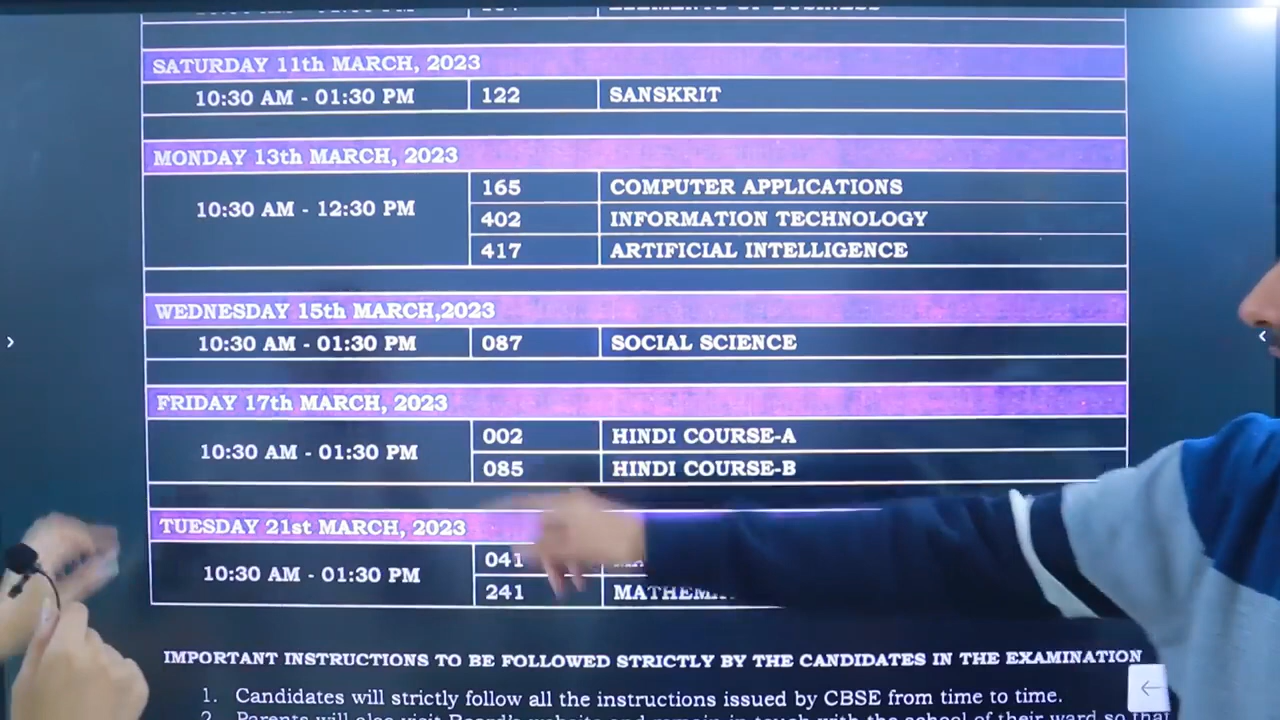 SATURDAY 11th MARCH, 2023
10:30 AM - 01:30 PM 122 SANSKRIT
MONDAY 13th MARCH, 2023
10:30 AM - 12:30 PM
165 COMPUTER APPLICATIONS
402 INFORMATION TECHNOLOGY
417 ARTIFICIAL INTELLIGENCE
WEDNESDAY 15th MARCH,2023
10:30 AM - 01:30 PM 087 SOCIAL SCIENCE
FRIDAY 17th MARCH, 2023
10:30 AM - 01:30 PM
002 HINDI COURSE-A
085 HINDI COURSE-B
TUESDAY 21st MARCH, 2023
10:30 AM - 01:30 PM
041
241
IMPORTANT INSTRUCTIONS TO BE FOLLOWED STRICTLY BY THE CANDIDATES IN THE EXAMINATION
1. Candidates will strictly follow all the instructions issued by CBSE from time to time.